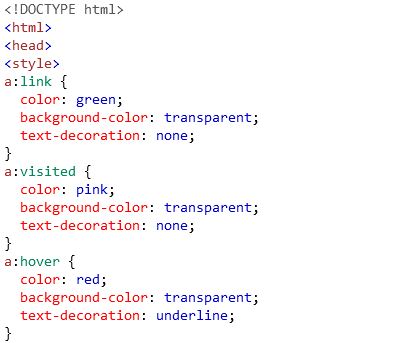 <!DOCTYPE html>
<html>
<head>
<style>
a:link {
  color: green;
  background-color: transparent;
  text-decoration: none;
}
a:visited {
  color: pink;
  background-color: transparent;
  text-decoration: none;
}
a:hover {
  color: red;
  background-color: transparent;
  text-decoration: underline;
}